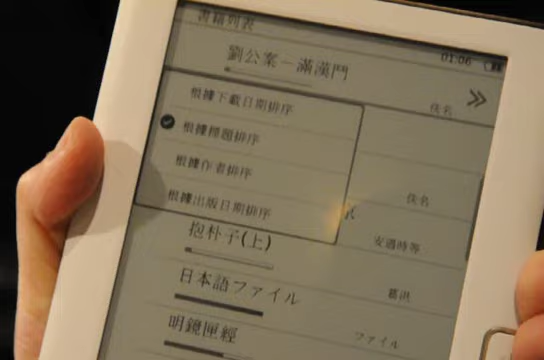 書籍列表
01:06
劉公案－滿漢門
佚名
根據下載日期排序
根據標題排序
根據作者排序
根據出版日期排序
佚名
抱朴子(上)
安遇時等
日本語ファイル
葛洪
明鏡匣經
ファイル